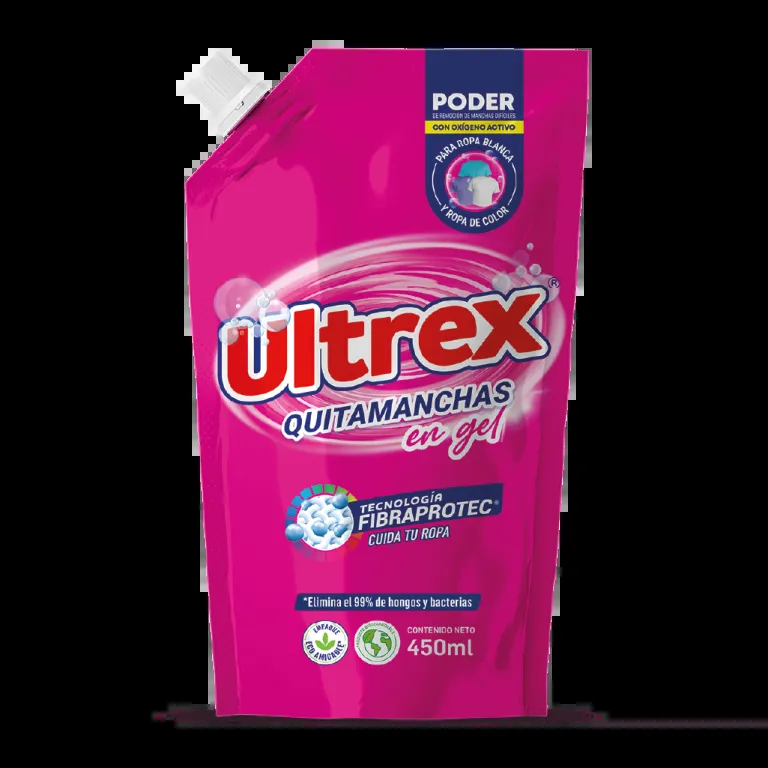 PODER
DE REMOCIÓN DE MANCHAS DIFÍCILES
CON OXÍGENO ACTIVO
PARA ROPA BLANCA
Y ROPA DE COLOR
Ultrex®
QUITAMANCHAS
en gel
TECNOLOGÍA
FIBRAPROTEC®
CUIDA TU ROPA
*Elimina el 99% de hongos y bacterias
EMPAQUE
ECO AMIGABLE*
CONTENIDO NETO
450ml